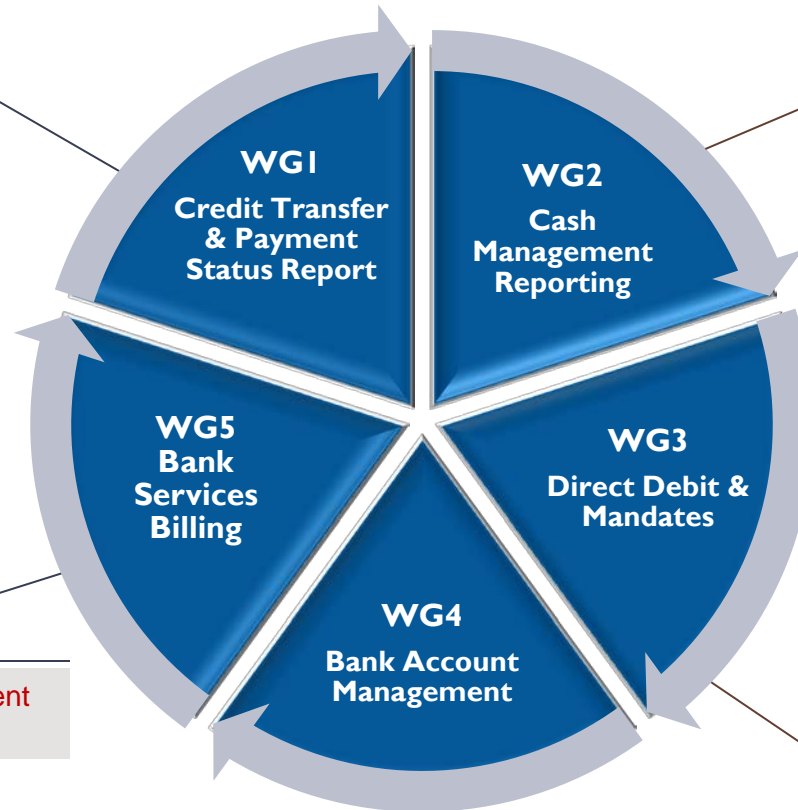 WG1
Credit Transfer
& Payment
Status Report
WG2
Cash
Management
Reporting
WG3
Direct Debit &
Mandates
WG4
Bank Account
Management
WG5
Bank
Services
Billing